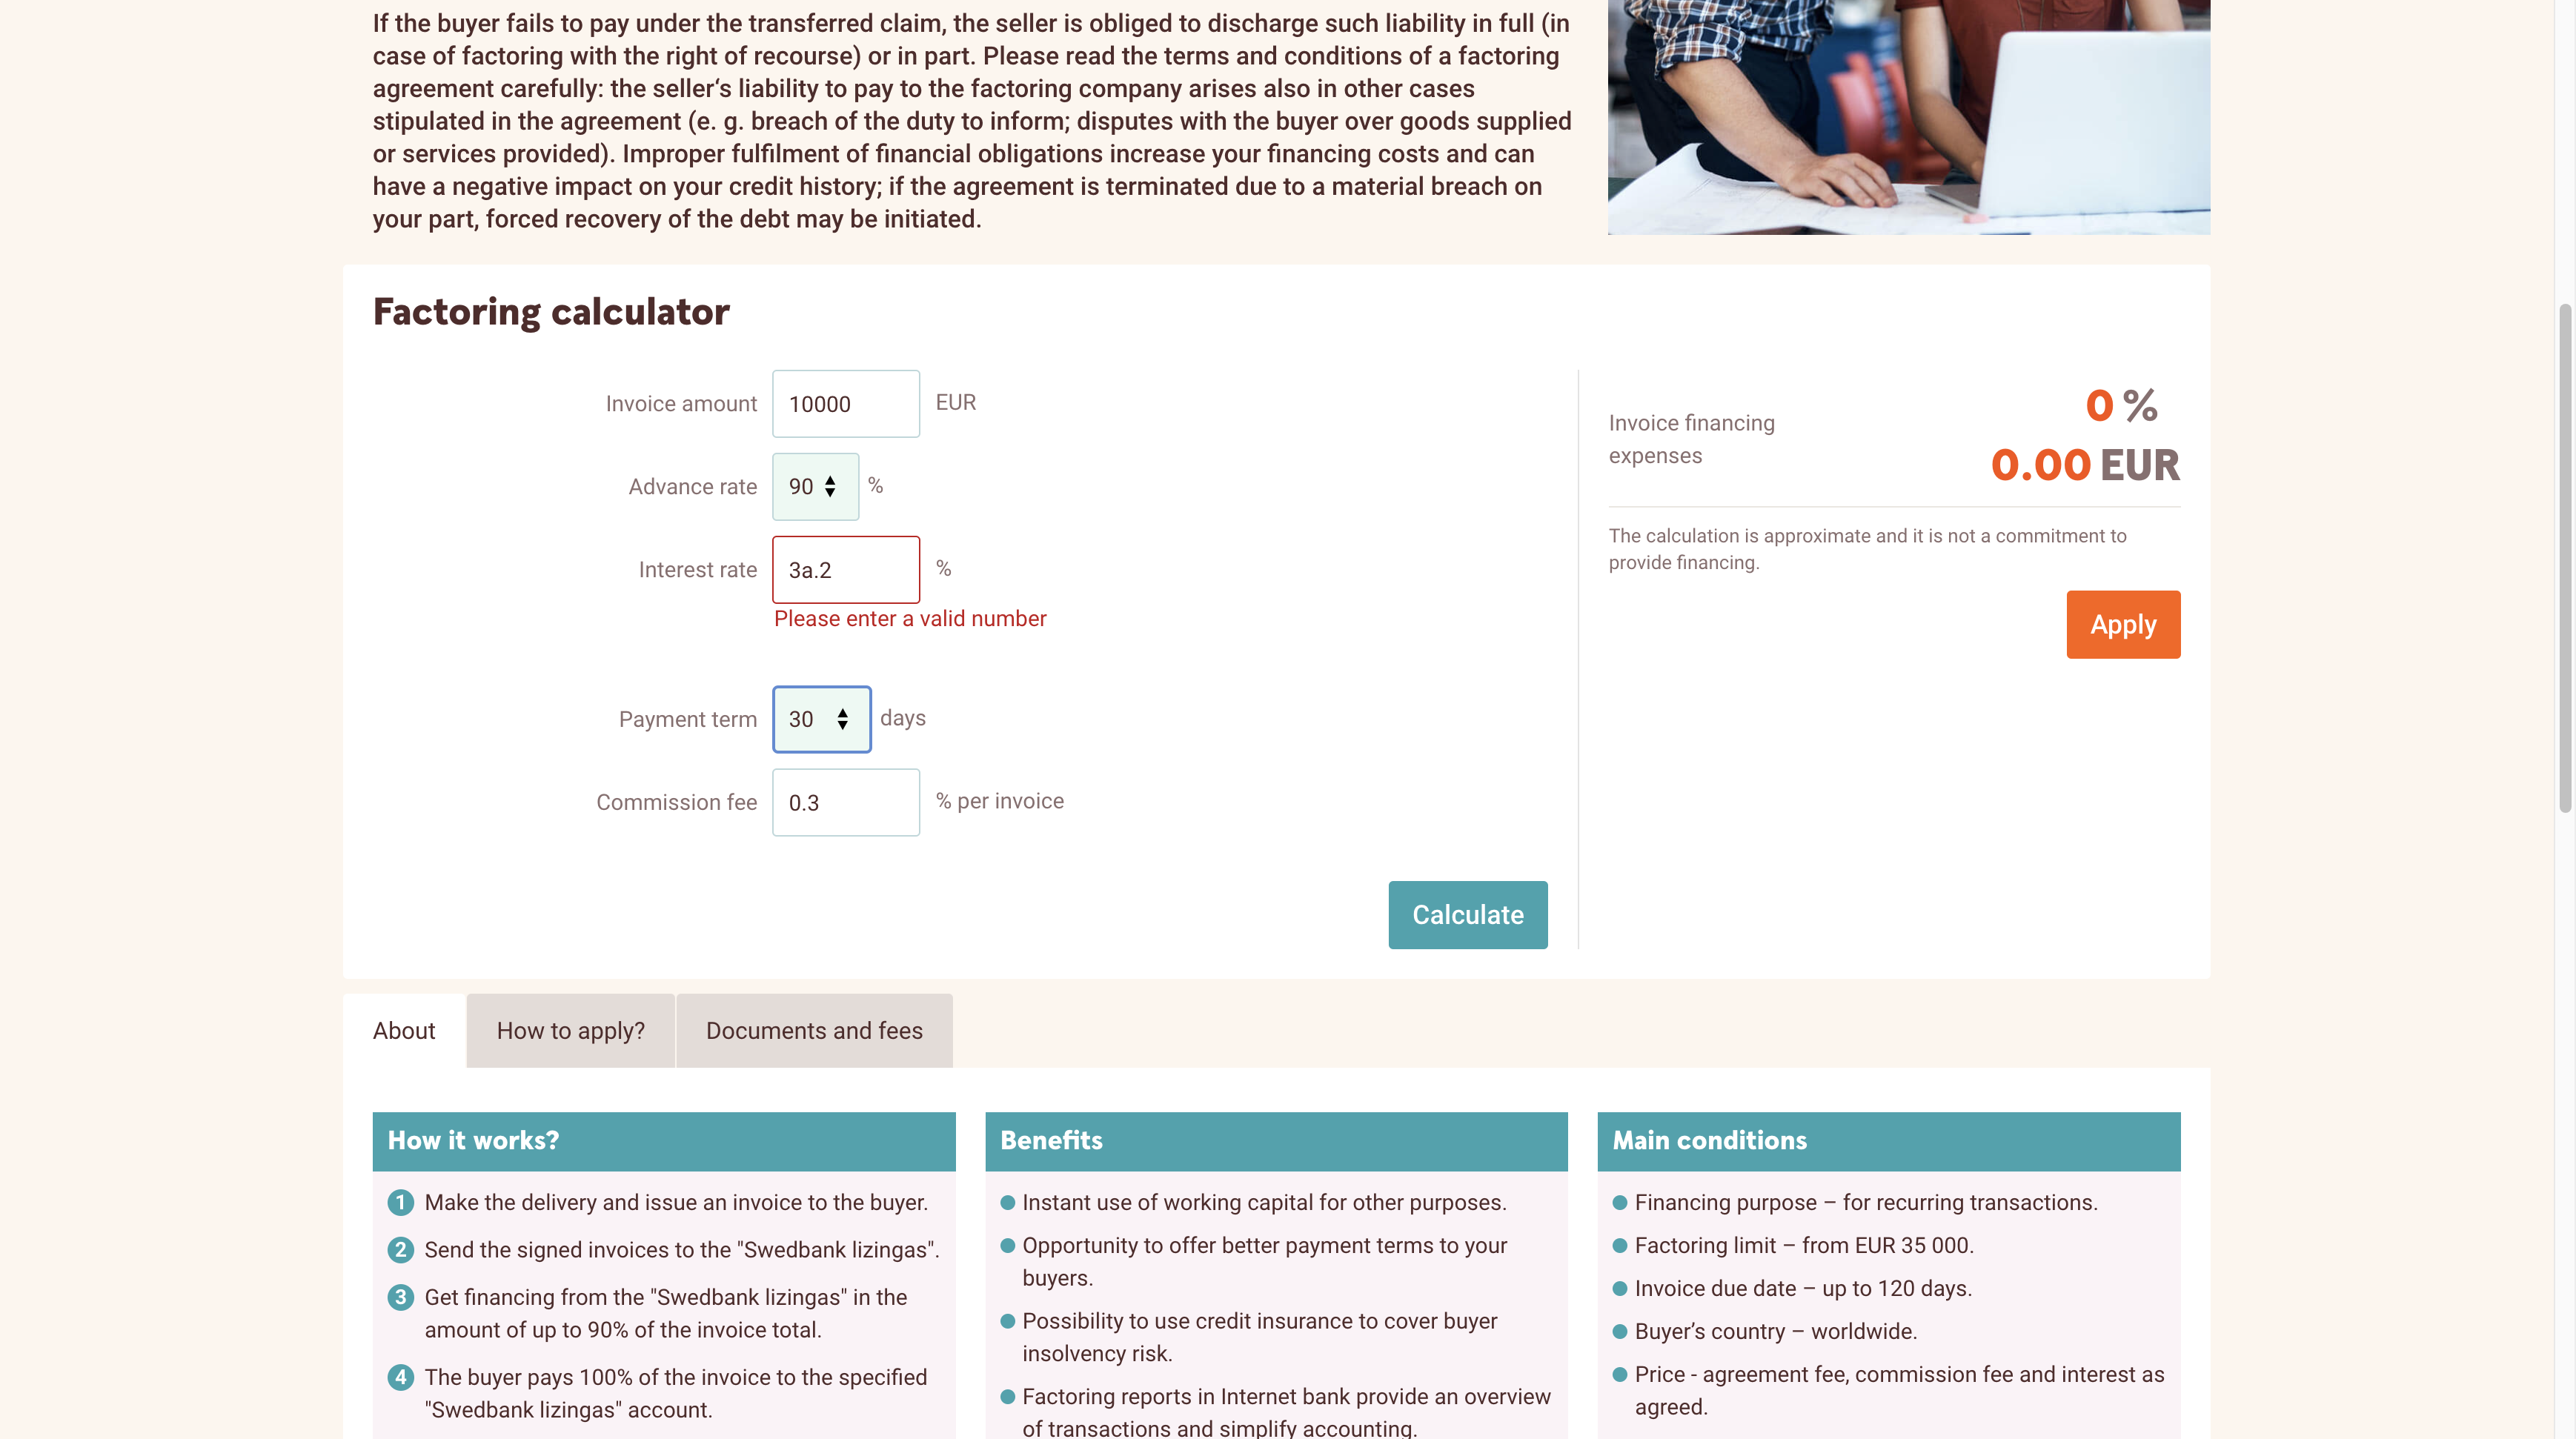 If the buyer fails to pay under the transferred claim, the seller is obliged to discharge such liability in full (in
case of factoring with the right of recourse) or in part. Please read the terms and conditions of a factoring
agreement carefully: the seller‘s liability to pay to the factoring company arises also in other cases
stipulated in the agreement (e. g. breach of the duty to inform; disputes with the buyer over goods supplied
or services provided). Improper fulfilment of financial obligations increase your financing costs and can
have a negative impact on your credit history; if the agreement is terminated due to a material breach on
your part, forced recovery of the debt may be initiated.
Factoring calculator
Invoice amount 10000 EUR
Advance rate 90 %
Interest rate 3a.2 %
Please enter a valid number
Payment term 30 days
Commission fee 0.3 % per invoice
Calculate
Invoice financing
expenses
0 %
0.00 EUR
The calculation is approximate and it is not a commitment to
provide financing.
Apply
About How to apply? Documents and fees
How it works?
1 Make the delivery and issue an invoice to the buyer.
2 Send the signed invoices to the "Swedbank lizingas".
3 Get financing from the "Swedbank lizingas" in the
amount of up to 90% of the invoice total.
4 The buyer pays 100% of the invoice to the specified
"Swedbank lizingas" account.
Benefits
Instant use of working capital for other purposes.
Opportunity to offer better payment terms to your
buyers.
Possibility to use credit insurance to cover buyer
insolvency risk.
Factoring reports in Internet bank provide an overview
of transactions and simplify accounting.
Main conditions
Financing purpose – for recurring transactions.
Factoring limit – from EUR 35 000.
Invoice due date – up to 120 days.
Buyer’s country – worldwide.
Price - agreement fee, commission fee and interest as
agreed.